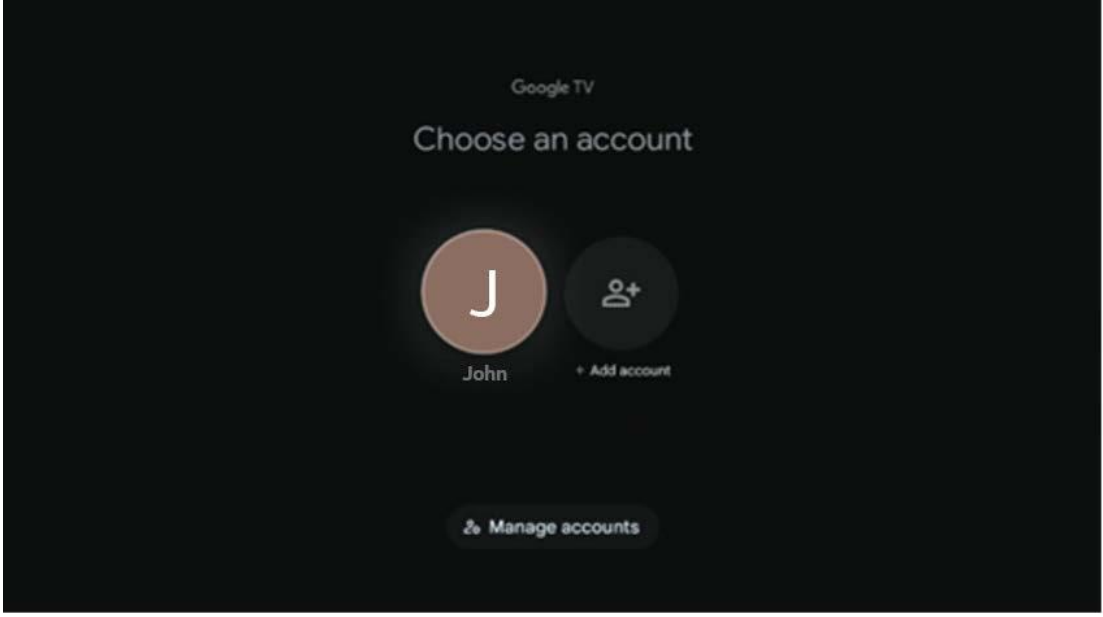 Google TV
Choose an account
J
John
+ Add account
Manage accounts